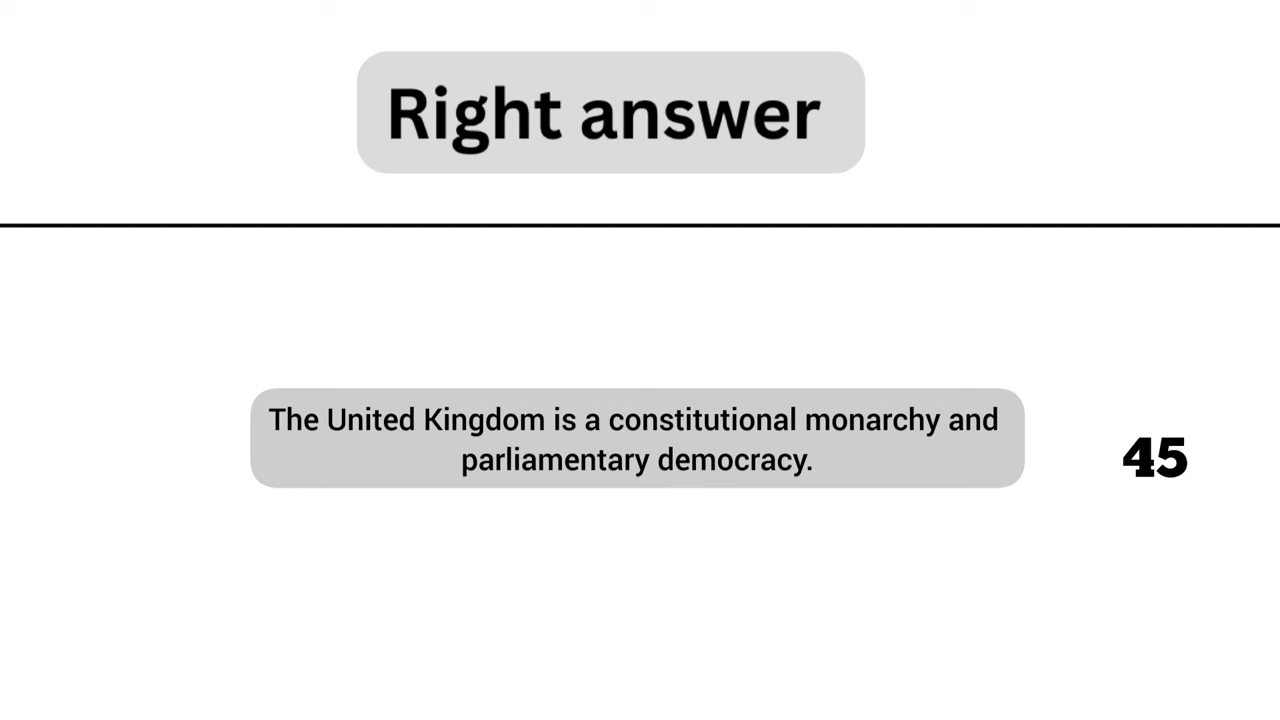 Right answer
The United Kingdom is a constitutional monarchy and
parliamentary democracy.
45